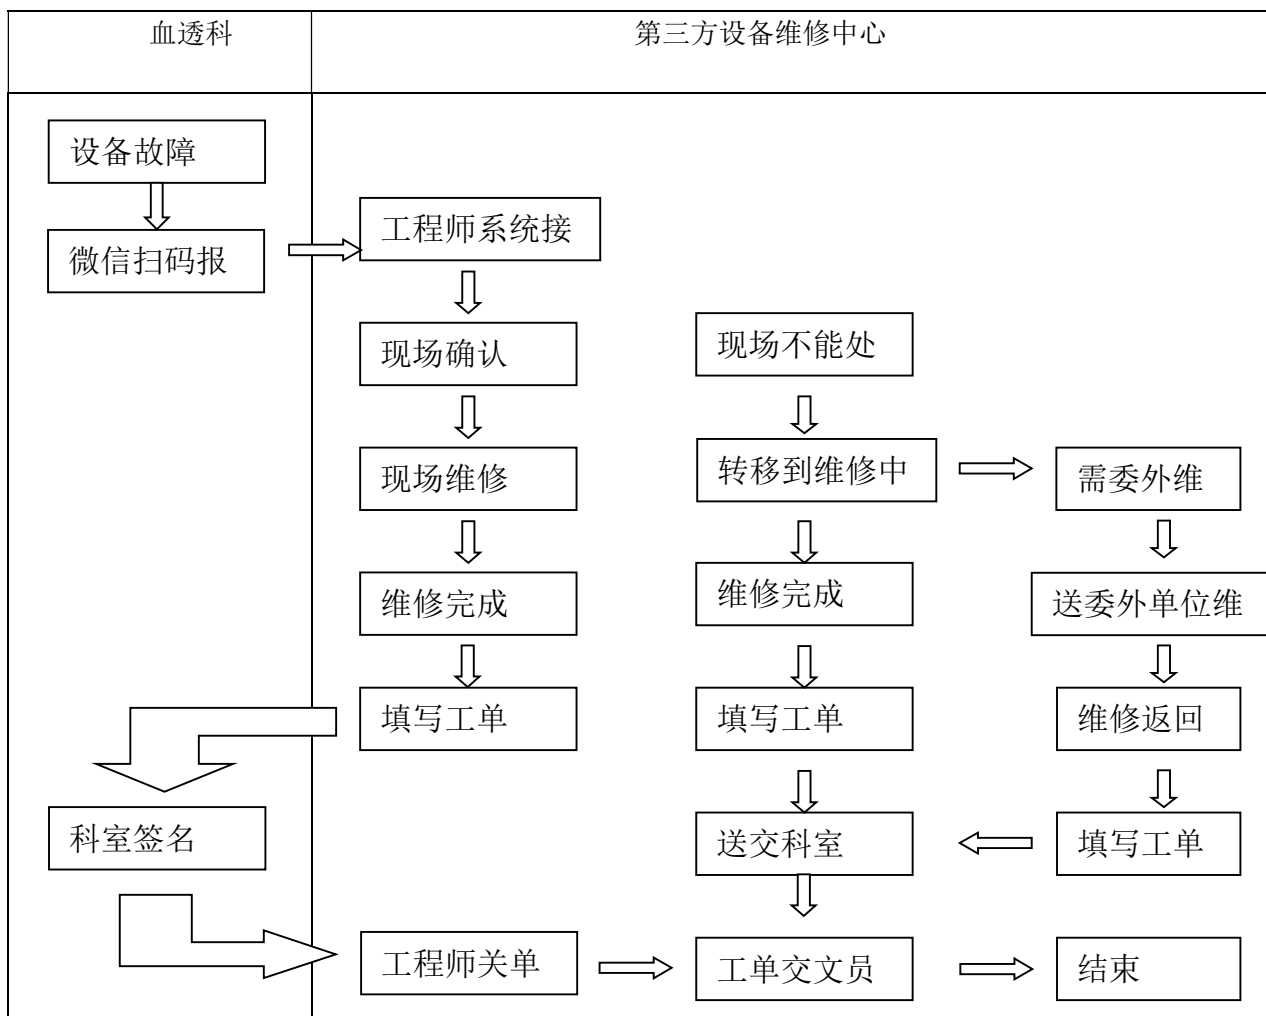 血透科
第三方设备维修中心
设备故障
微信扫码报
工程师系统接
现场确认
现场不能处
现场维修
转移到维修中
需委外维
维修完成
维修完成
送委外单位维
填写工单
填写工单
维修返回
科室签名
送交科室
填写工单
工程师关单
工单交文员
结束